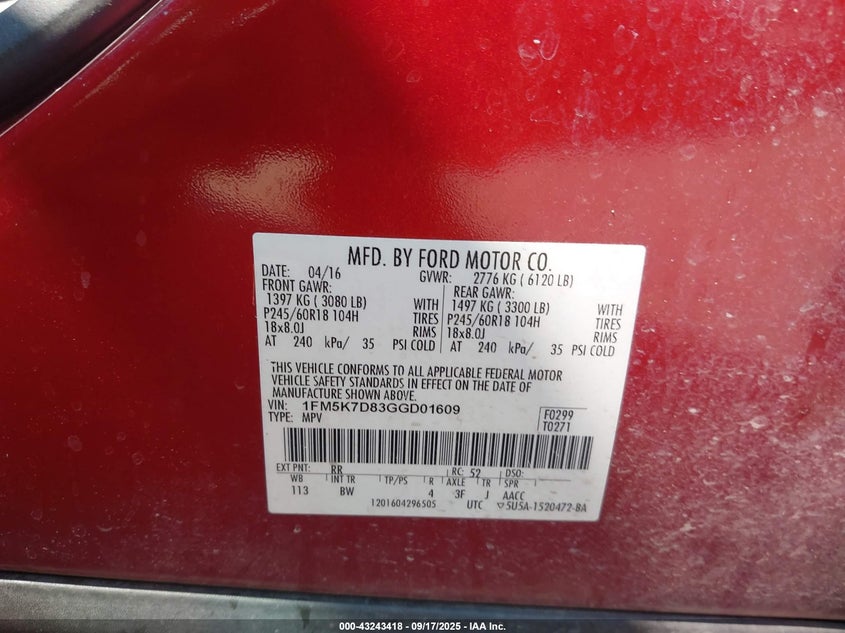 MFD. BY FORD MOTOR CO.
DATE: 04/16 GVWR: 2776 KG ( 6120 LB)
FRONT GAWR: REAR GAWR:
1397 KG ( 3080 LB) WITH 1497 KG ( 3300 LB) WITH
P245/60R18 104H TIRES P245/60R18 104H TIRES
18x8.0J RIMS 18x8.0J RIMS
AT 240 kPa/ 35 PSI COLD AT 240 kPa/ 35 PSI COLD
THIS VEHICLE CONFORMS TO ALL APPLICABLE FEDERAL MOTOR
VEHICLE SAFETY STANDARDS IN EFFECT ON THE DATE OF
MANUFACTURE SHOWN ABOVE.
VIN: 1FM5K7D83GGD01609 F0299
TYPE: MPV T0271
EXT PNT: RR RC: 52 DSO:
WB INT TR TP/PS R AXLE TR SPR
113 BW 4 3F J AACC
1201604296505 UTC ▽5U5A-1520472-BA
000-43243418 - 09/17/2025 - IAA Inc.